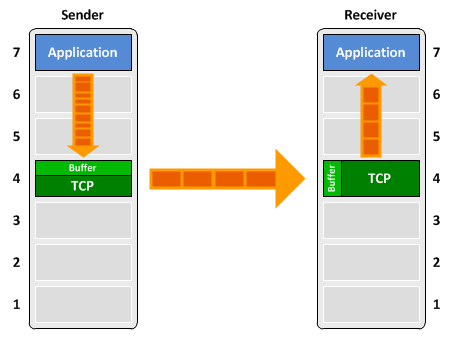 Sender
Receiver
7
Application
Application
7
6
6
5
5
4
Buffer
TCP
Buffer
TCP
4
3
3
2
2
1
1